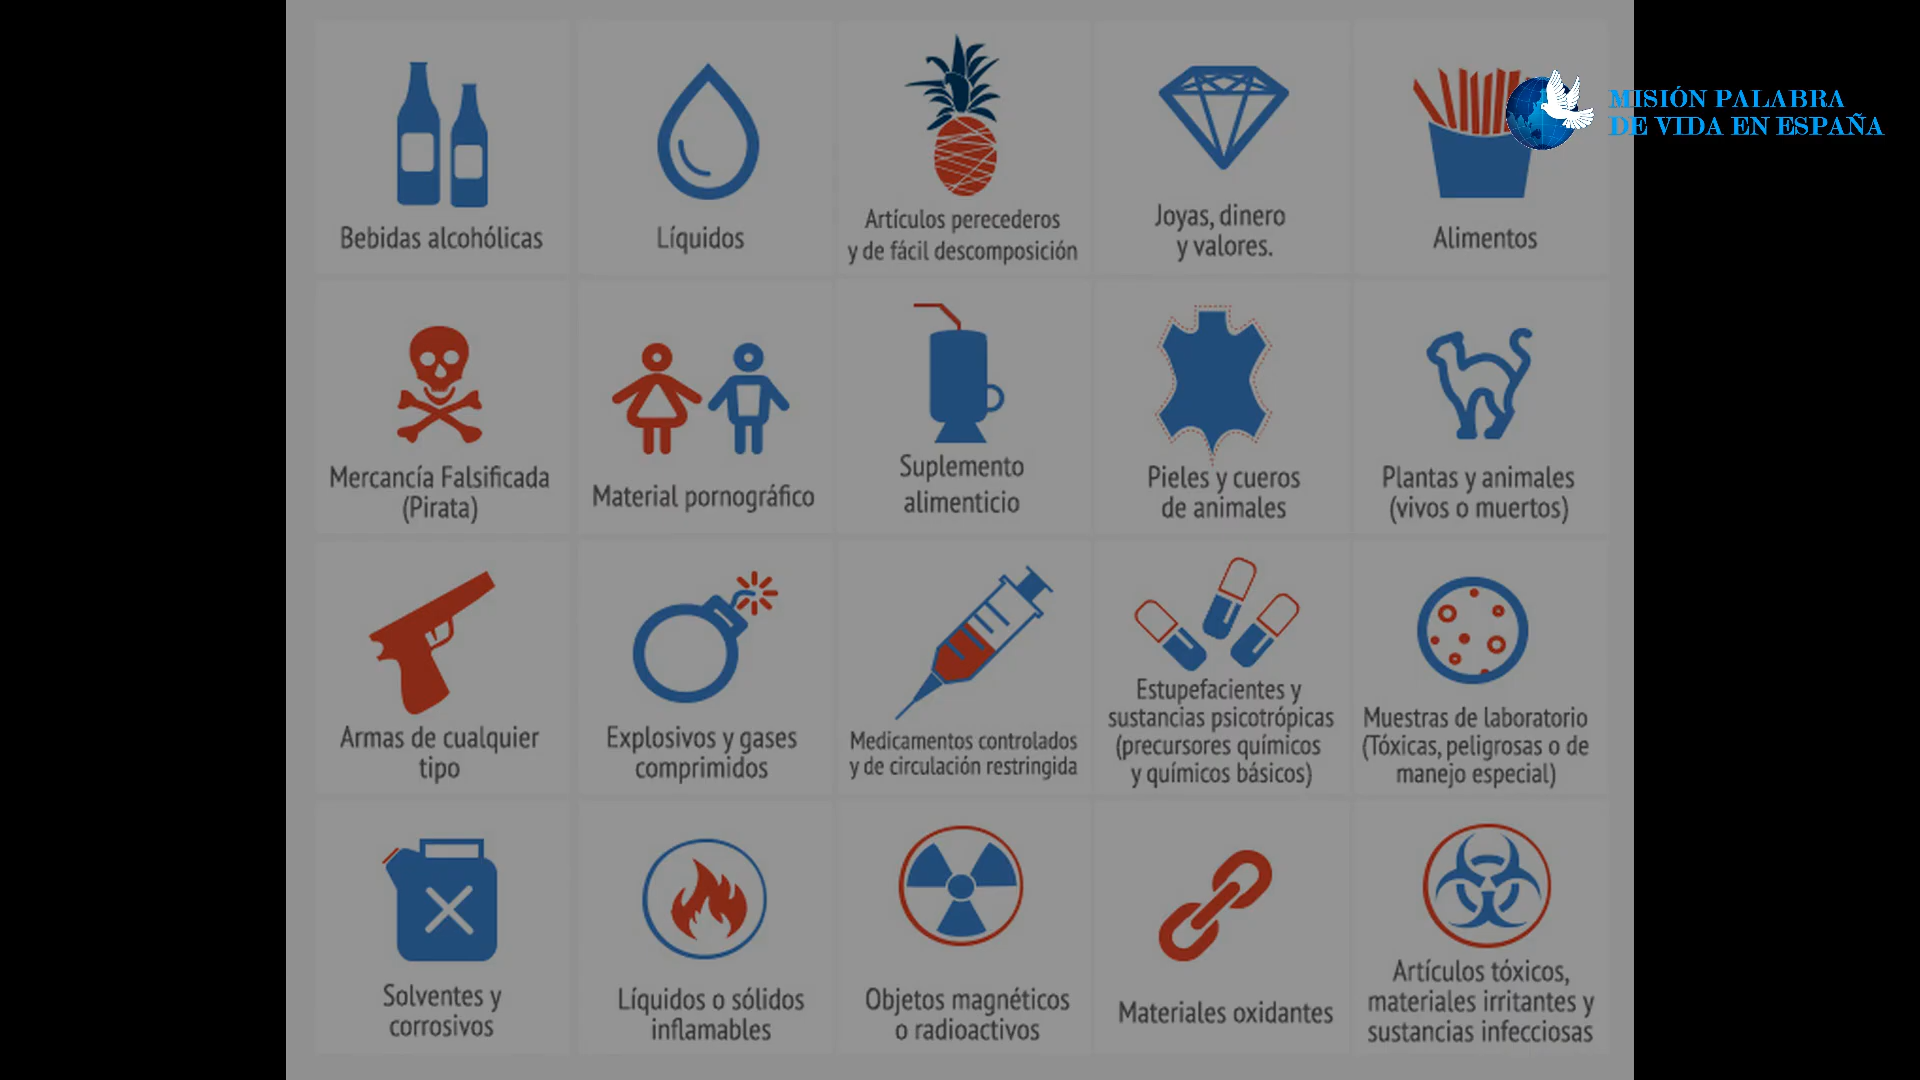 MISIÓN PALABRA
DE VIDA EN ESPAÑA
Bebidas alcohólicas
Líquidos
Artículos perecederos
y de fácil descomposición
Joyas, dinero
y valores.
Alimentos
Mercancía Falsificada
(Pirata)
Material pornográfico
Suplemento
alimenticio
Pieles y cueros
de animales
Plantas y animales
(vivos o muertos)
Armas de cualquier
tipo
Explosivos y gases
comprimidos
Medicamentos controlados
y de circulación restringida
Estupefacientes y
sustancias psicotrópicas
(precursores químicos
y químicos básicos)
Muestras de laboratorio
(Tóxicas, peligrosas o de
manejo especial)
Solventes y
corrosivos
Líquidos o sólidos
inflamables
Objetos magnéticos
o radioactivos
Materiales oxidantes
Artículos tóxicos,
materiales irritantes y
sustancias infecciosas